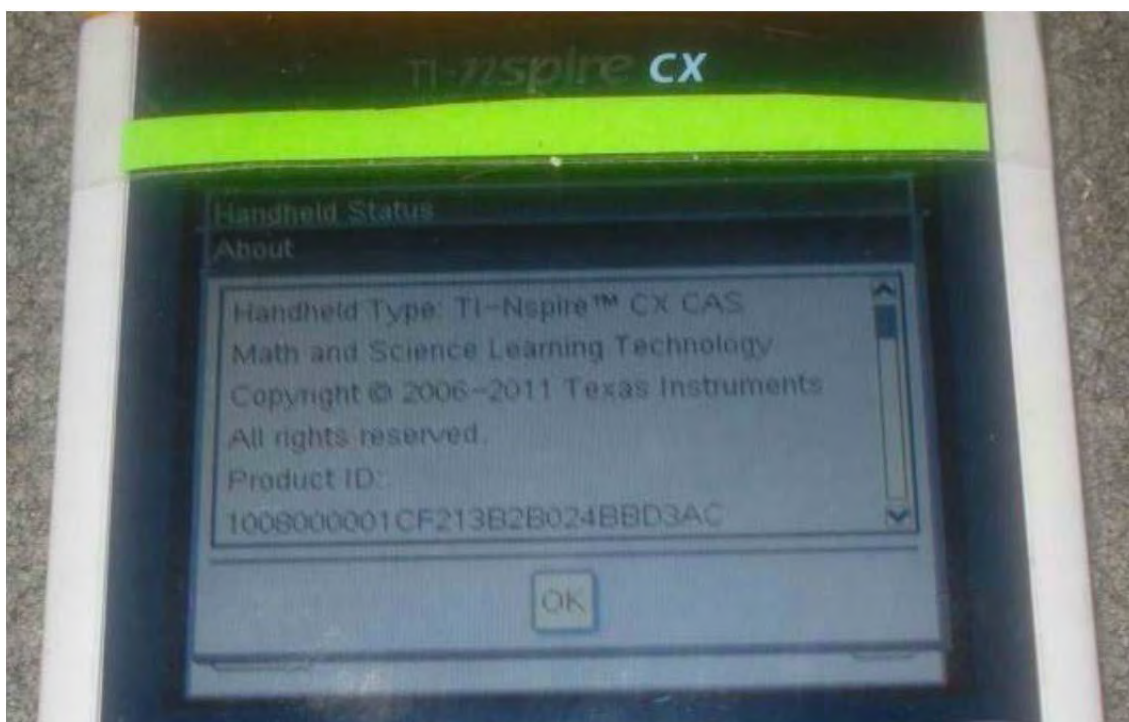 TI-nspire CX
Handheld Status
About
Handheld Type: TI-Nspire™ CX CAS
Math and Science Learning Technology
Copyright © 2006-2011 Texas Instruments
All rights reserved.
Product ID:
1008000001CF213B2B024BBD3AC
OK